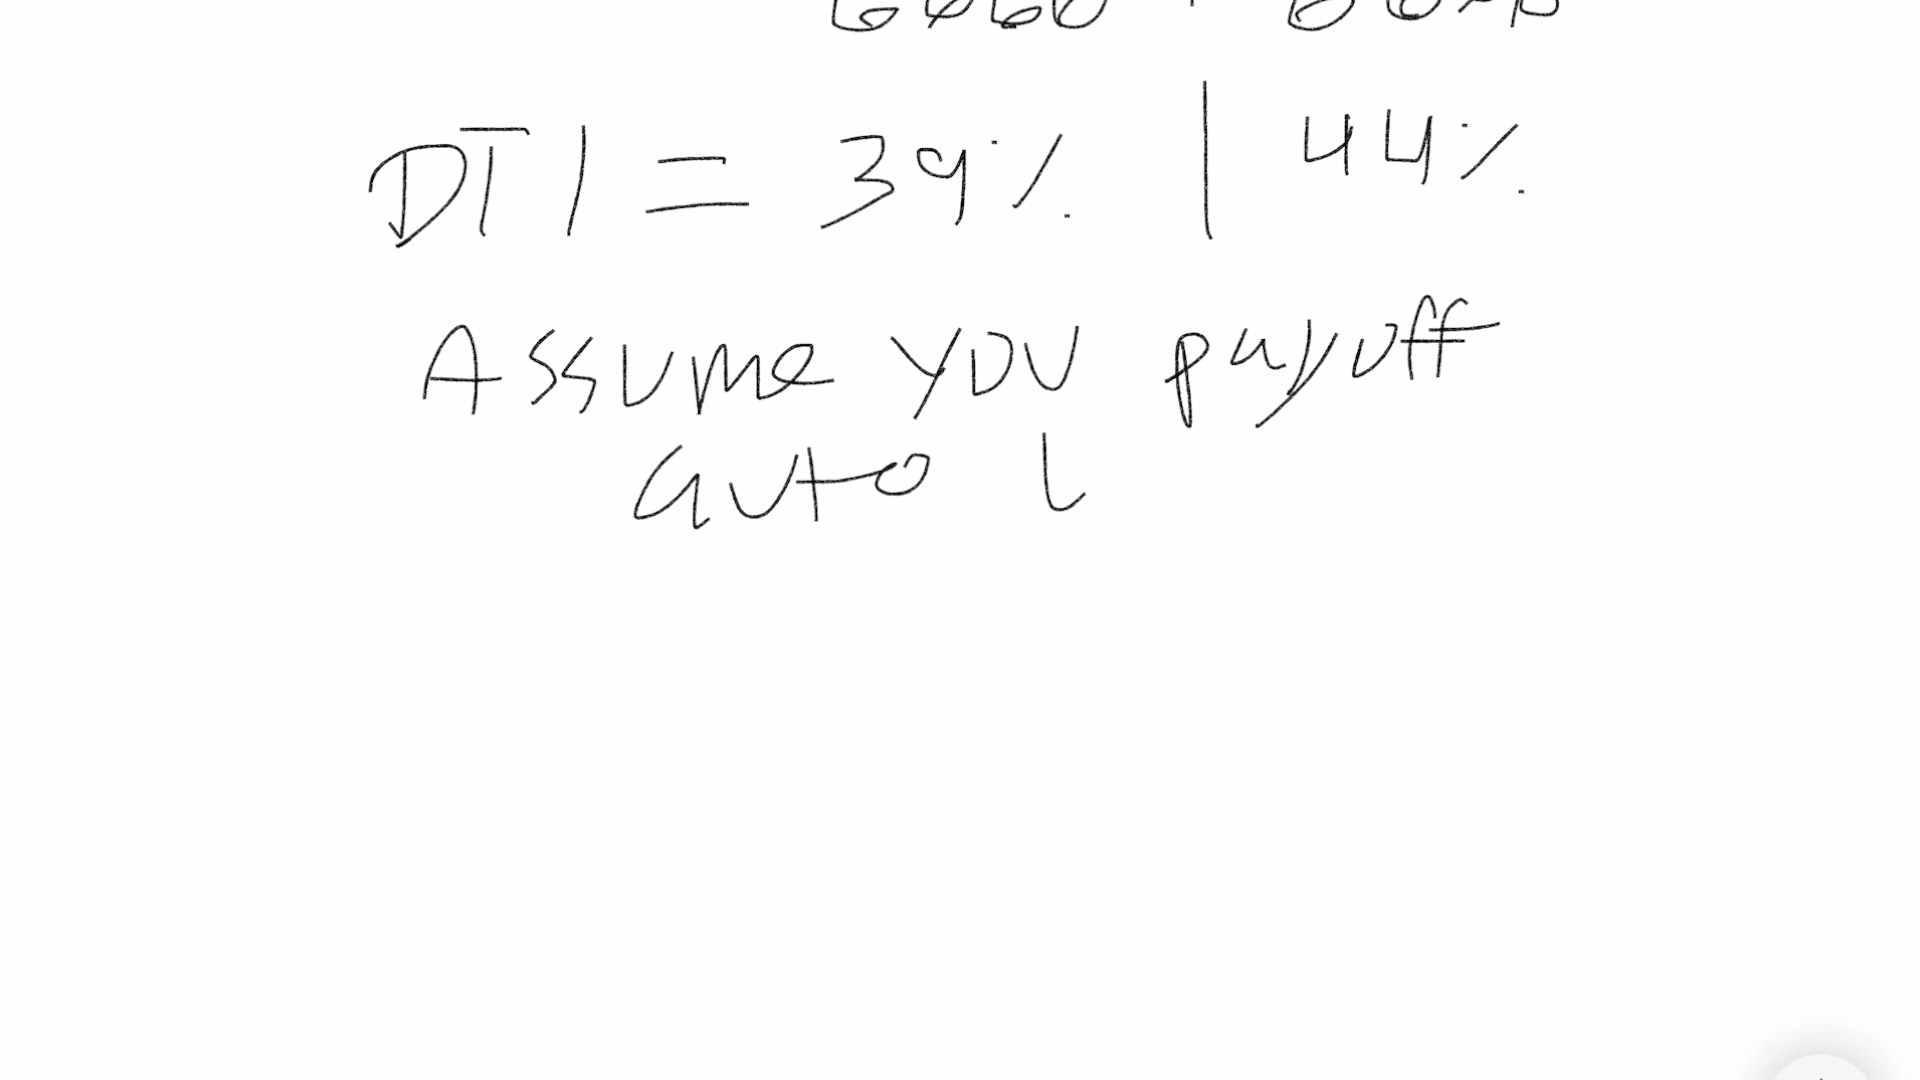 DTI = 39% | 44%
Assume you payoff
auto l